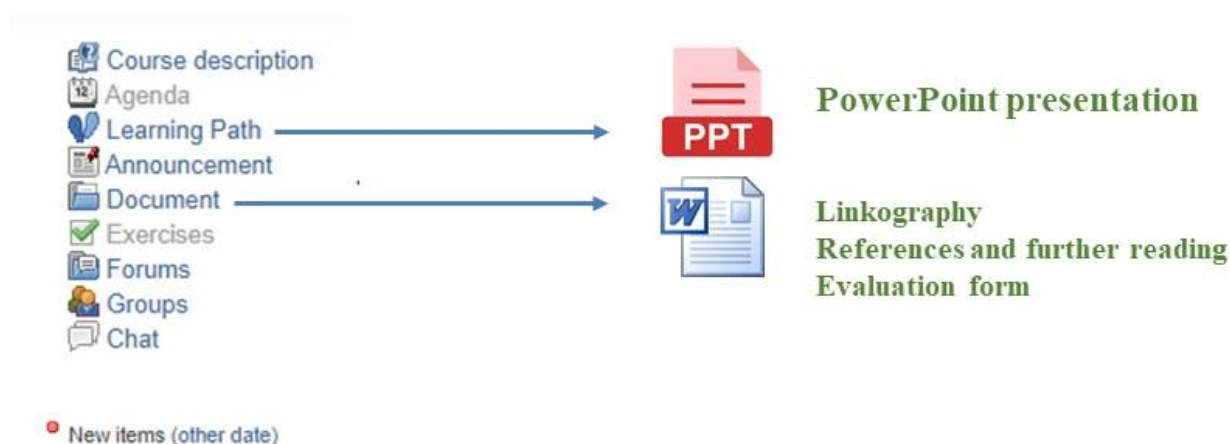 Course description
12
Agenda
Learning Path
Announcement
Document
Exercises
Forums
Groups
Chat
New items (other date)
PPT
PowerPoint presentation
W
Linkography
References and further reading
Evaluation form